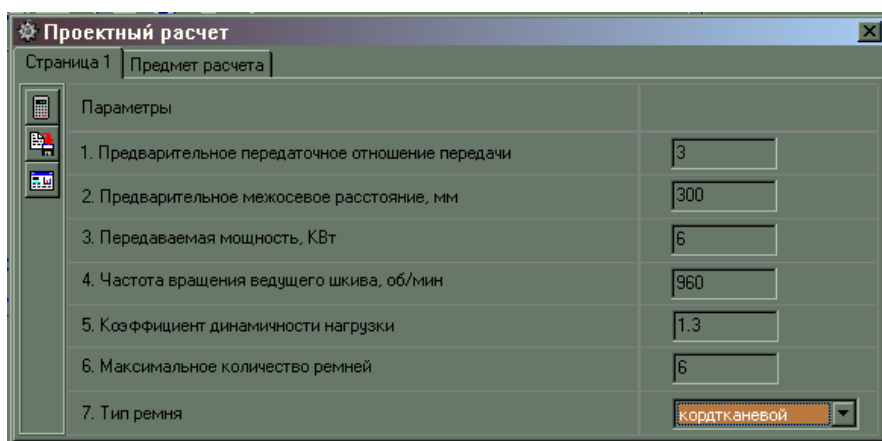 Проектный расчет
Страница 1 Предмет расчета
Параметры
1. Предварительное передаточное отношение передачи 3
2. Предварительное межосевое расстояние, мм 300
3. Передаваемая мощность, КВт 6
4. Частота вращения ведущего шкива, об/мин 960
5. Коэффициент динамичности нагрузки 1.3
6. Максимальное количество ремней 6
7. Тип ремня кордтканевой